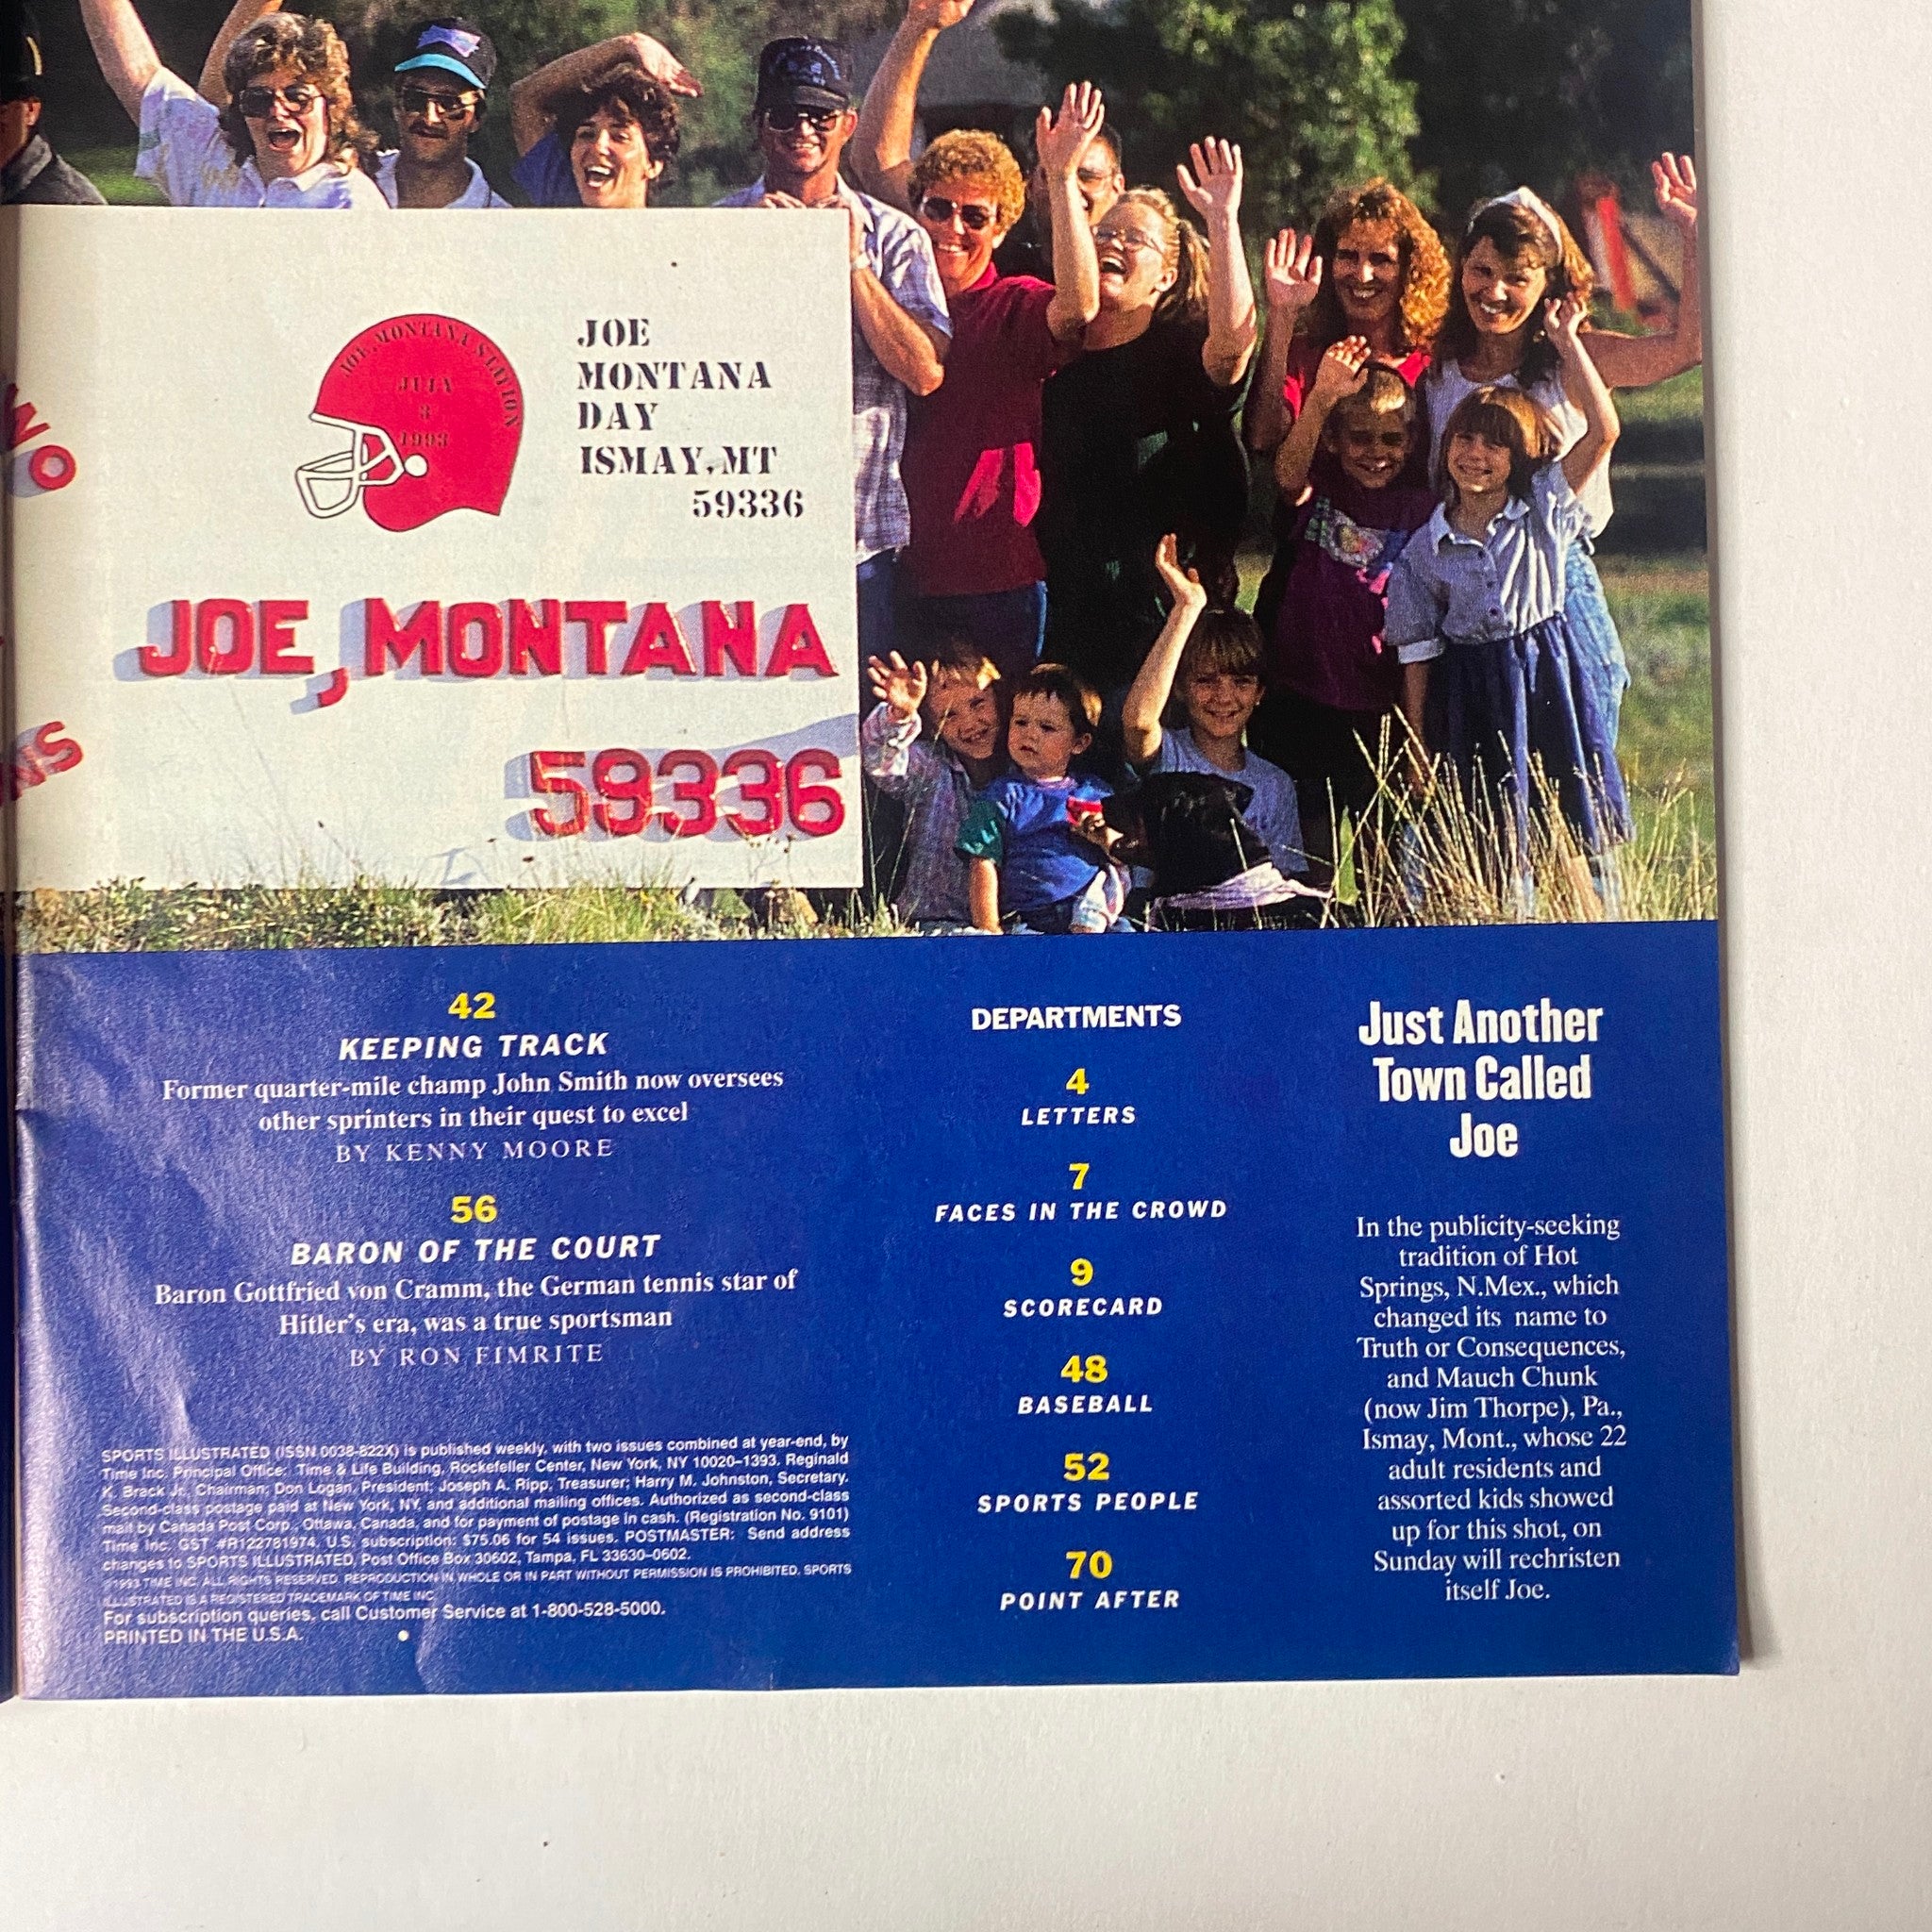 JOE, MONTANA STATION
JULY
3
1993
JOE
MONTANA
DAY
ISMAY, MT
59336
JOE, MONTANA
59336
42
KEEPING TRACK
Former quarter-mile champ John Smith now oversees
other sprinters in their quest to excel
BY KENNY MOORE
56
BARON OF THE COURT
Baron Gottfried von Cramm, the German tennis star of
Hitler's era, was a true sportsman
BY RON FIMRITE
SPORTS ILLUSTRATED (ISSN 0038-822X) is published weekly, with two issues combined at year-end, by
Time Inc. Principal Office: Time & Life Building, Rockefeller Center, New York, NY 10020–1393. Reginald
K. Brack Jr., Chairman; Don Logan, President; Joseph A. Ripp, Treasurer; Harry M. Johnston, Secretary.
Second-class postage paid at New York, NY, and additional mailing offices. Authorized as second-class
mail by Canada Post Corp., Ottawa, Canada, and for payment of postage in cash. (Registration No. 9101)
Time Inc. GST #R122781974. U.S. subscription: $75.06 for 54 issues. POSTMASTER: Send address
changes to SPORTS ILLUSTRATED, Post Office Box 30602, Tampa, FL 33630–0602.
©1993 TIME INC. ALL RIGHTS RESERVED. REPRODUCTION IN WHOLE OR IN PART WITHOUT PERMISSION IS PROHIBITED. SPORTS
ILLUSTRATED IS A REGISTERED TRADEMARK OF TIME INC.
For subscription queries, call Customer Service at 1-800-528-5000.
PRINTED IN THE U.S.A.
DEPARTMENTS
4
LETTERS
7
FACES IN THE CROWD
9
SCORECARD
48
BASEBALL
52
SPORTS PEOPLE
70
POINT AFTER
Just Another
Town Called
Joe
In the publicity-seeking
tradition of Hot
Springs, N.Mex., which
changed its name to
Truth or Consequences,
and Mauch Chunk
(now Jim Thorpe), Pa.,
Ismay, Mont., whose 22
adult residents and
assorted kids showed
up for this shot, on
Sunday will rechristen
itself Joe.